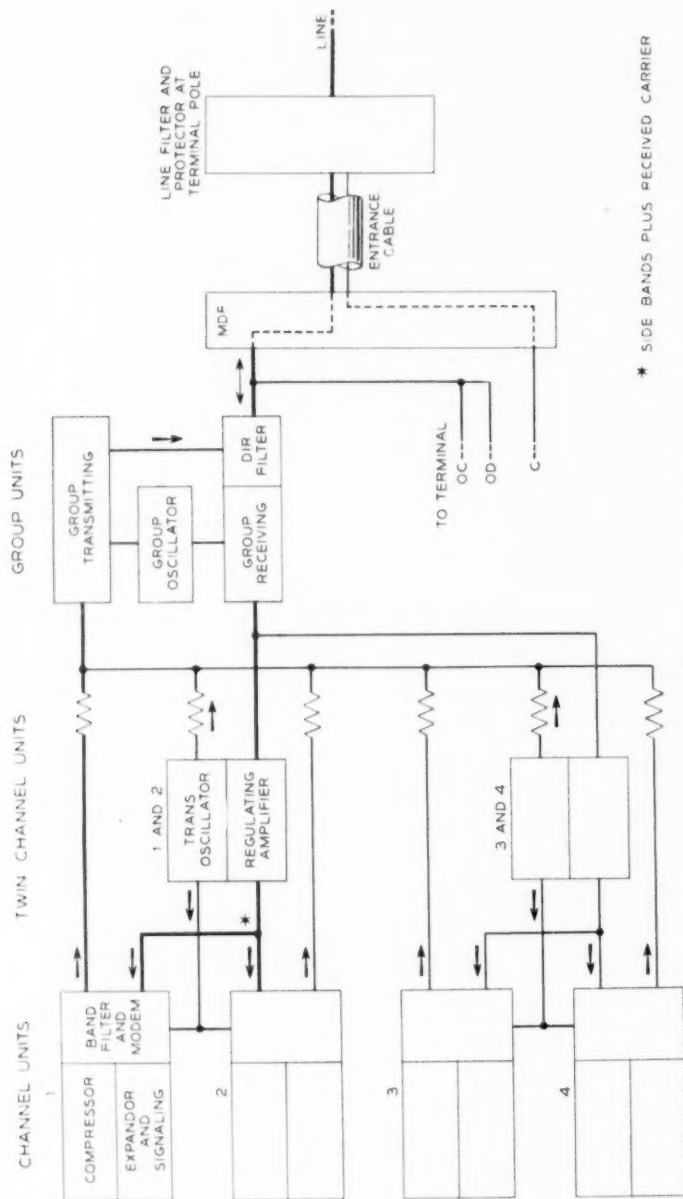 CHANNEL UNITS
TWIN CHANNEL UNITS
GROUP UNITS
1
COMPRESSOR
EXPANDOR
AND
SIGNALING
BAND
FILTER
AND
MODEM
2
3
4
1 AND 2
TRANS
OSCILLATOR
REGULATING
AMPLIFIER
*
3 AND 4
GROUP
TRANSMITTING
GROUP
OSCILLATOR
GROUP
RECEIVING
DIR
FILTER
MDF
ENTRANCE
CABLE
LINE FILTER AND
PROTECTOR AT
TERMINAL POLE
LINE
TO TERMINAL
OC
OD
C
* SIDE BANDS PLUS RECEIVED CARRIER